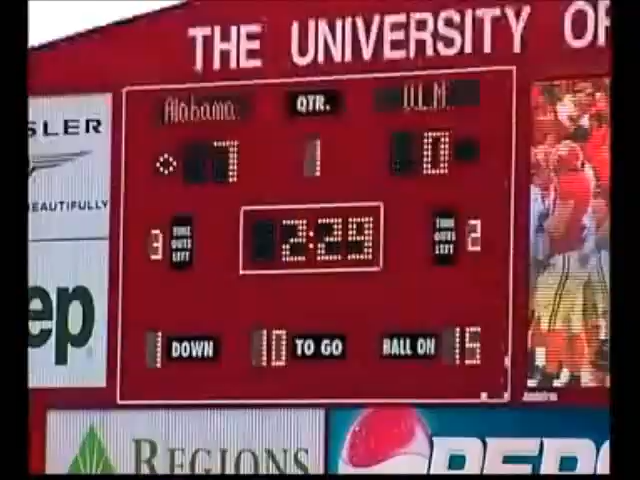 THE UNIVERSITY OF
SLER
EAUTIFULLY
ep
Alabama QTR. U.L.M.
7 1 0
3 TIME OUTS LEFT 2:29 TIME OUTS LEFT 2
1 DOWN 10 TO GO BALL ON 15
REGIONS
PEPS